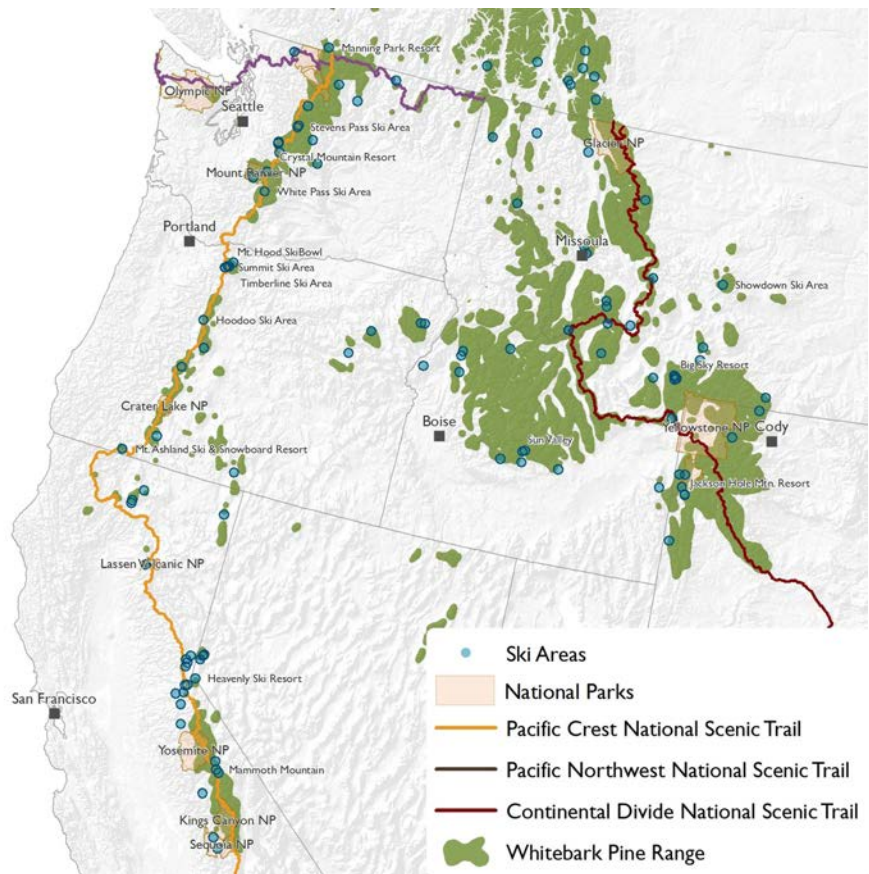 Manning Park Resort
Olympic NP
Seattle
Stevens Pass Ski Area
Glacier NP
Crystal Mountain Resort
Mount Rainier NP
White Pass Ski Area
Portland
Missoula
Mt. Hood SkiBowl
Summit Ski Area
Timberline Ski Area
Showdown Ski Area
Hoodoo Ski Area
Big Sky Resort
Crater Lake NP
Boise
Yellowstone NP
Cody
Sun Valley
Mt. Ashland Ski & Snowboard Resort
Jackson Hole Mtn. Resort
Lassen Volcanic NP
Heavenly Ski Resort
San Francisco
Yosemite NP
Mammoth Mountain
Kings Canyon NP
Sequoia NP
Ski Areas
National Parks
Pacific Crest National Scenic Trail
Pacific Northwest National Scenic Trail
Continental Divide National Scenic Trail
Whitebark Pine Range